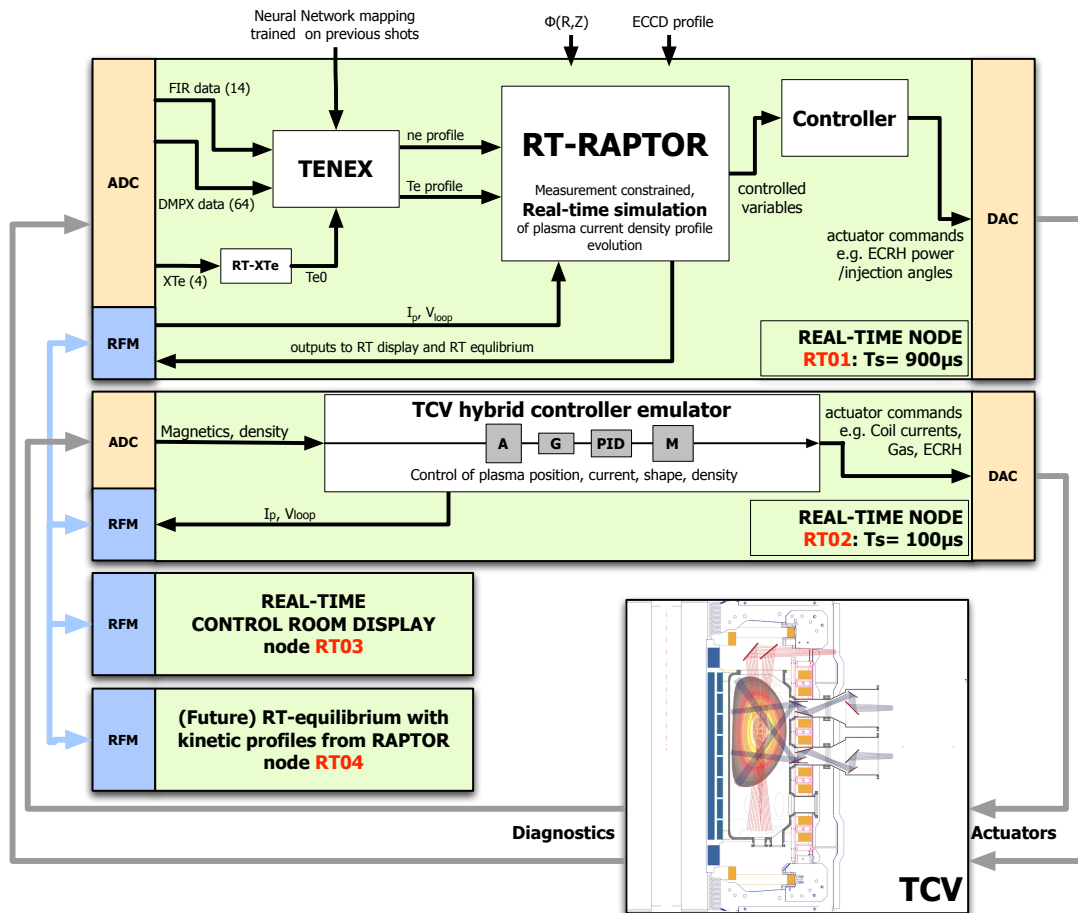 Neural Network mapping
trained on previous shots
Φ(R,Z)
ECCD profile
FIR data (14)
ADC
DMPX data (64)
XTe (4)
RT-XTe
Te0
TENEX
ne profile
Te profile
RT-RAPTOR
Measurement constrained,
Real-time simulation
of plasma current density profile
evolution
controlled
variables
Controller
actuator commands
e.g. ECRH power
/injection angles
DAC
RFM
Ip, Vloop
outputs to RT display and RT equlibrium
REAL-TIME NODE
RT01: Ts= 900µs
ADC
Magnetics, density
TCV hybrid controller emulator
A
G
PID
M
Control of plasma position, current, shape, density
actuator commands
e.g. Coil currents,
Gas, ECRH
DAC
RFM
Ip, Vloop
REAL-TIME NODE
RT02: Ts= 100µs
RFM
REAL-TIME
CONTROL ROOM DISPLAY
node RT03
RFM
(Future) RT-equilibrium with
kinetic profiles from RAPTOR
node RT04
Diagnostics
Actuators
TCV